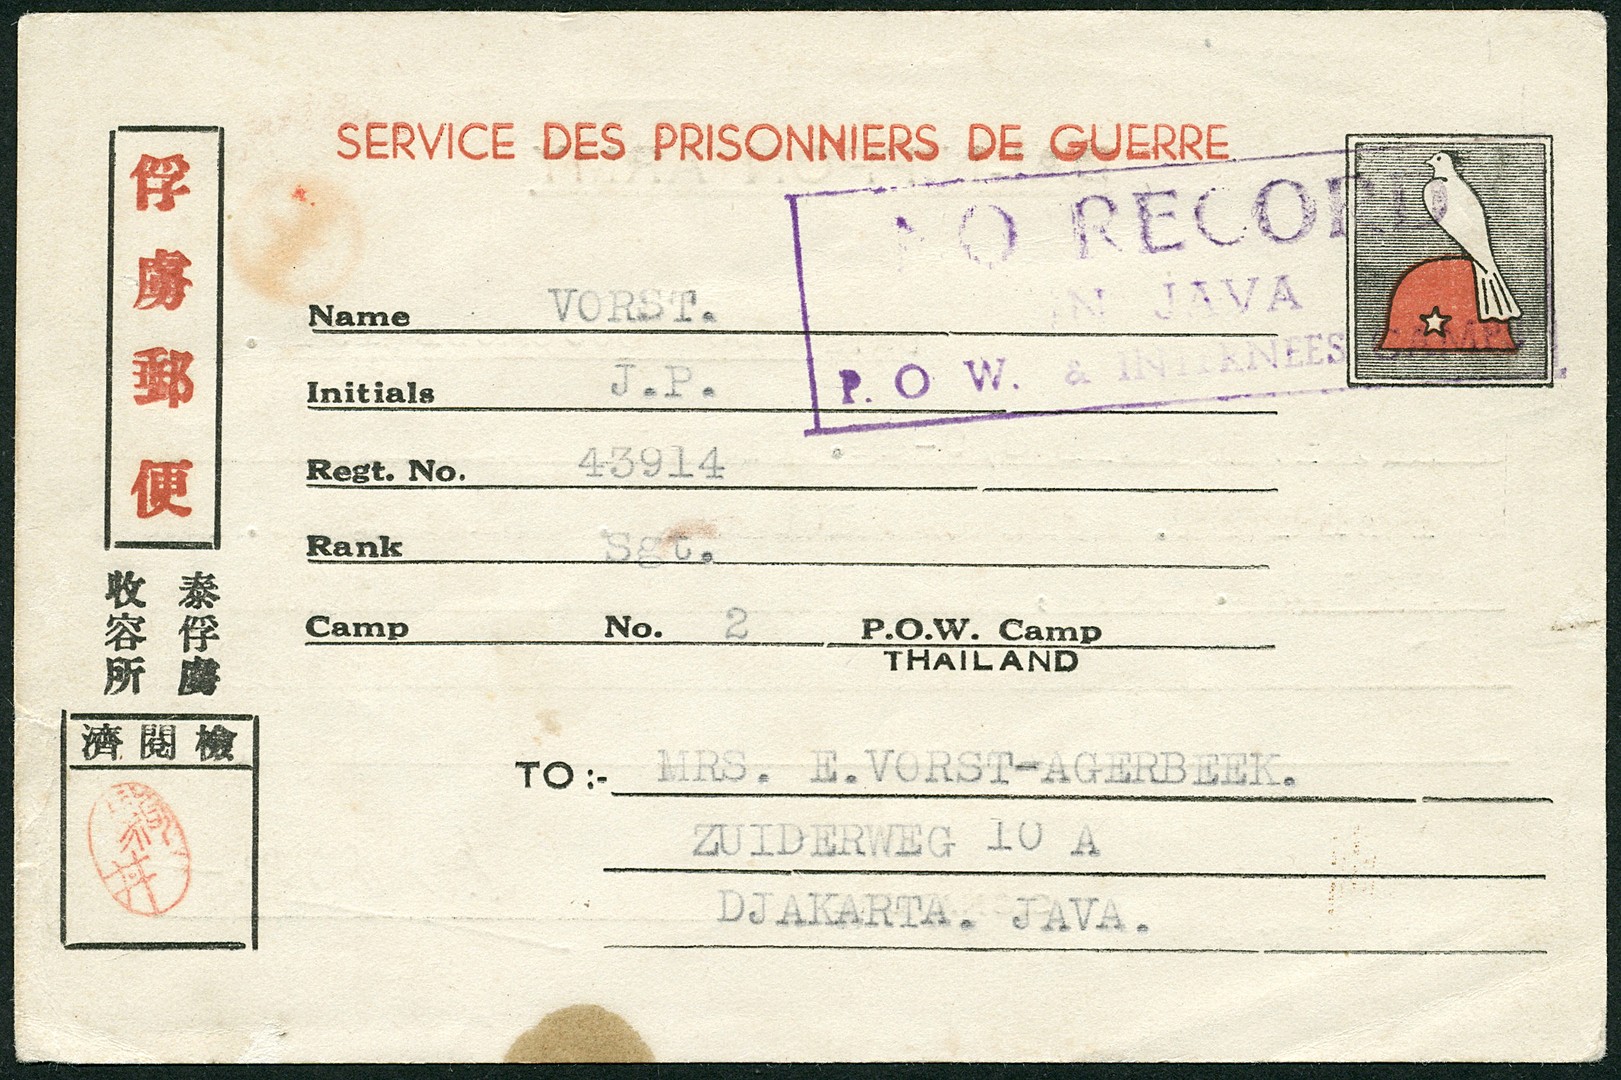 SERVICE DES PRISONNIERS DE GUERRE
俘虜郵便
泰俘虜
收容所
檢閱濟
NO RECORD
IN JAVA
P.O.W. & INTERNEES CAMPS
Name VORST.
Initials J.P.
Regt. No. 43914
Rank Sgt.
Camp No. 2 P.O.W. Camp
THAILAND
TO:- MRS. E.VORST-AGERBEEK.
ZUIDERWEG 10 A
DJAKARTA. JAVA.